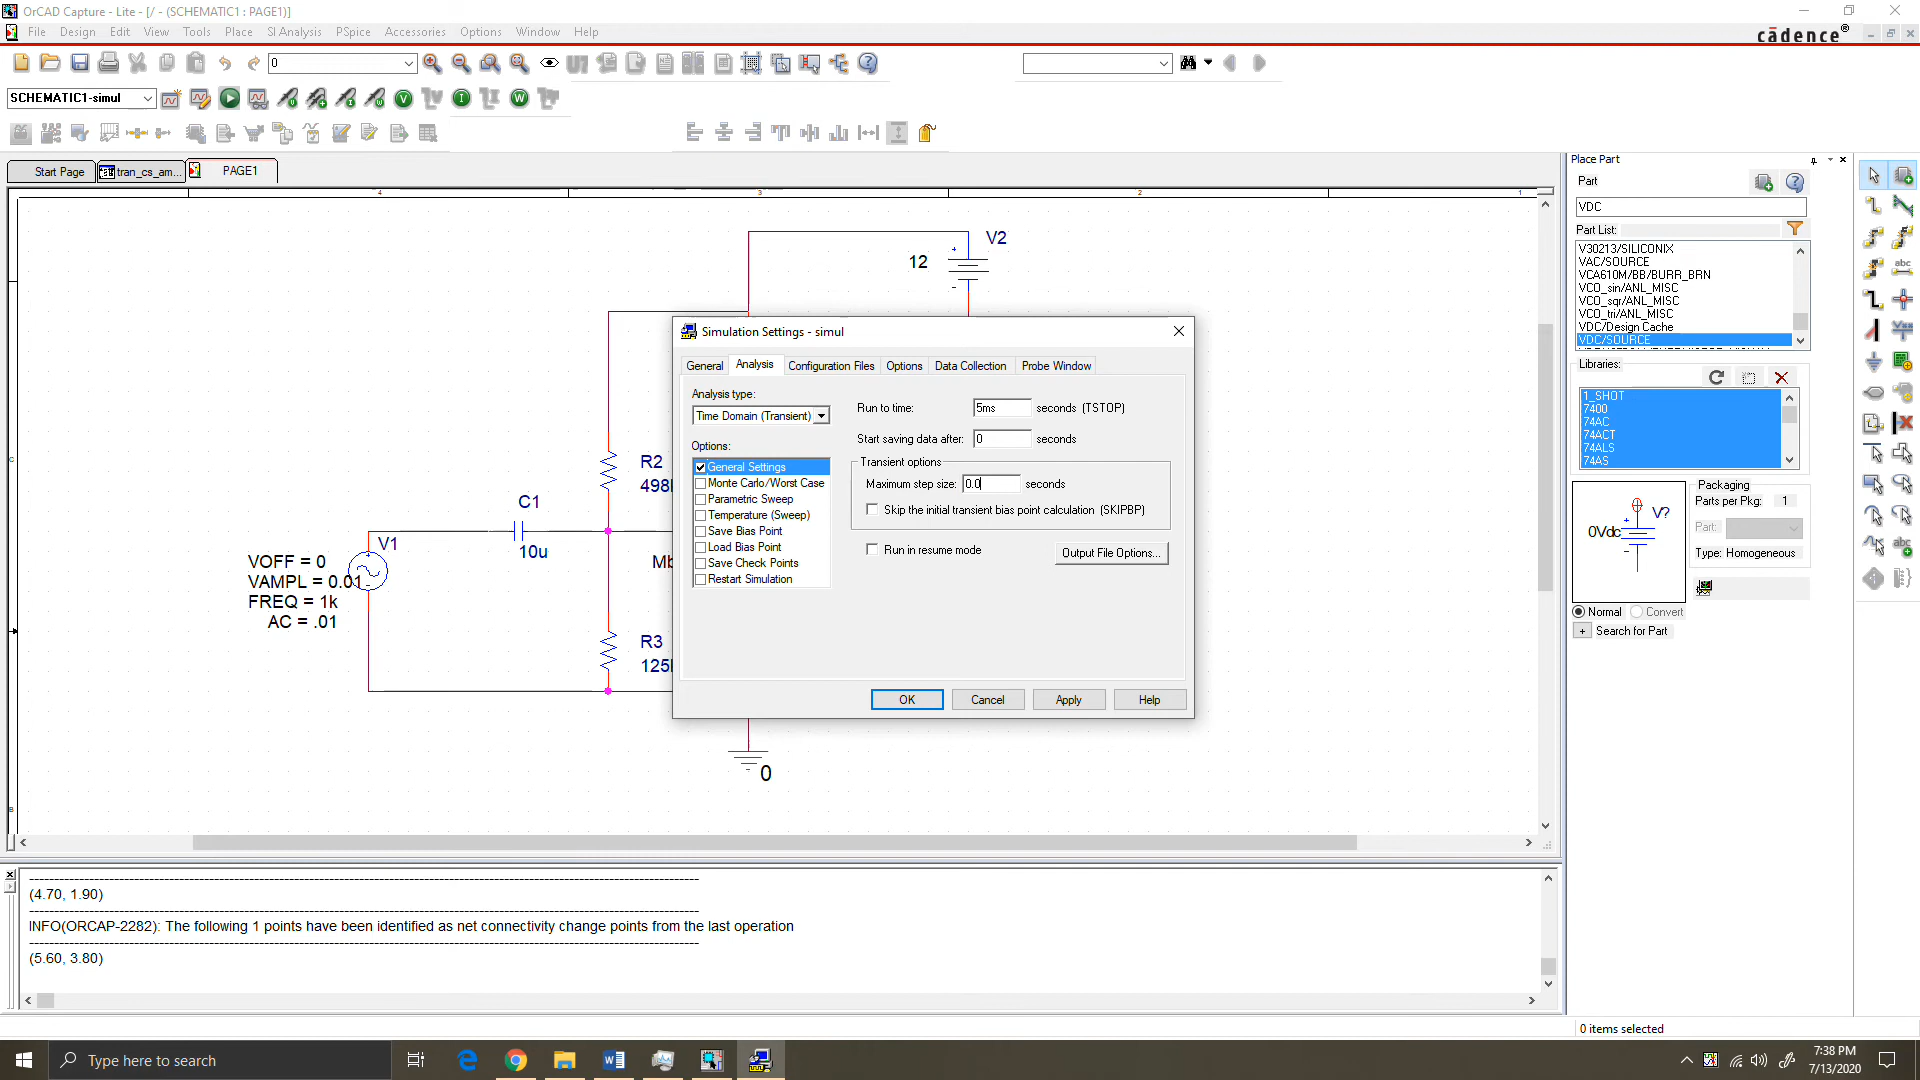 OrCAD Capture - Lite - [/ - (SCHEMATIC1 : PAGE1)]
File Design Edit View Tools Place SI Analysis PSpice Accessories Options Window Help
cādence®
0
SCHEMATIC1-simul
Start Page
tran_cs_am...
PAGE1
4 3 2 1
V2
12
R2
498
C1
10u
V1
VOFF = 0
VAMPL = 0.01
FREQ = 1k
AC = .01
R3
0
Simulation Settings - simul
General Analysis Configuration Files Options Data Collection Probe Window
Analysis type:
Time Domain (Transient)
Options:
General Settings
Monte Carlo/Worst Case
Parametric Sweep
Temperature (Sweep)
Save Bias Point
Load Bias Point
Save Check Points
Restart Simulation
Run to time: 5ms seconds (TSTOP)
Start saving data after: 0 seconds
Transient options
Maximum step size: 0.0 seconds
Skip the initial transient bias point calculation (SKIPBP)
Run in resume mode
Output File Options...
OK Cancel Apply Help
(4.70, 1.90)
INFO(ORCAP-2282): The following 1 points have been identified as net connectivity change points from the last operation
(5.60, 3.80)
Place Part
Part
VDC
Part List:
V30213/SILICONIX
VAC/SOURCE
VCA610M/BB/BURR_BRN
VCO_sin/ANL_MISC
VCO_sqr/ANL_MISC
VCO_tri/ANL_MISC
VDC/Design Cache
VDC/SOURCE
Libraries:
1_SHOT
7400
74AC
74ACT
74ALS
74AS
V?
0Vdc
Packaging
Parts per Pkg: 1
Part:
Type: Homogeneous
Normal Convert
Search for Part
0 items selected
Type here to search
7:38 PM
7/13/2020